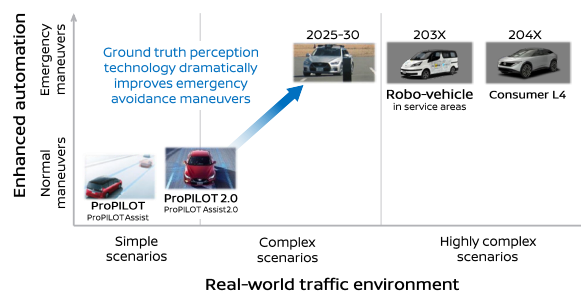 Enhanced automation
Emergency
maneuvers
Normal
maneuvers
Ground truth perception
technology dramatically
improves emergency
avoidance maneuvers
2025-30
203X
204X
Robo-vehicle
in service areas
Consumer L4
ProPILOT
ProPILOT Assist
ProPILOT 2.0
ProPILOT Assist2.0
Simple
scenarios
Complex
scenarios
Highly complex
scenarios
Real-world traffic environment